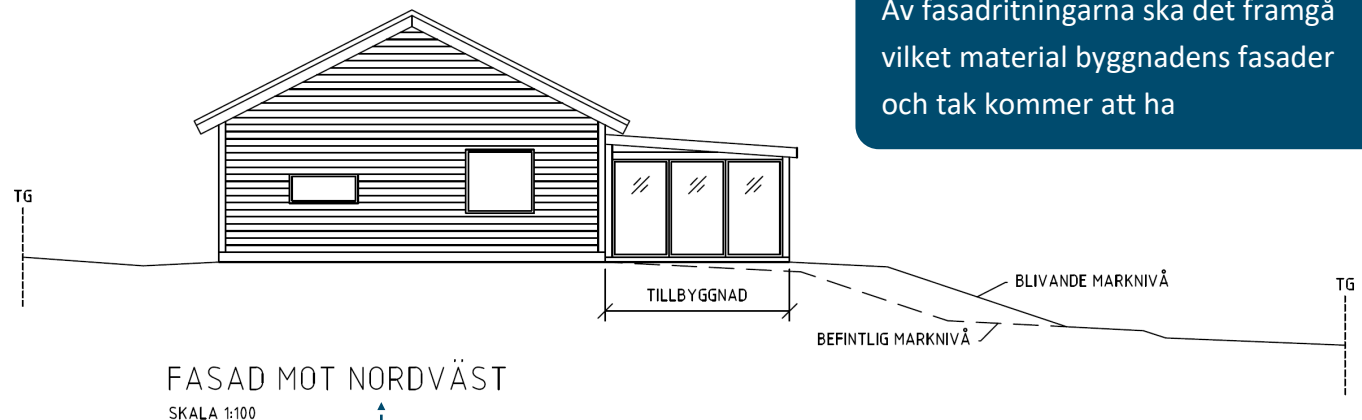 Av fasadritningarna ska det framgå
vilket material byggnadens fasader
och tak kommer att ha
TG
TILLBYGGNAD
BLIVANDE MARKNIVÅ
BEFINTLIG MARKNIVÅ
TG
FASAD MOT NORDVÄST
SKALA 1:100